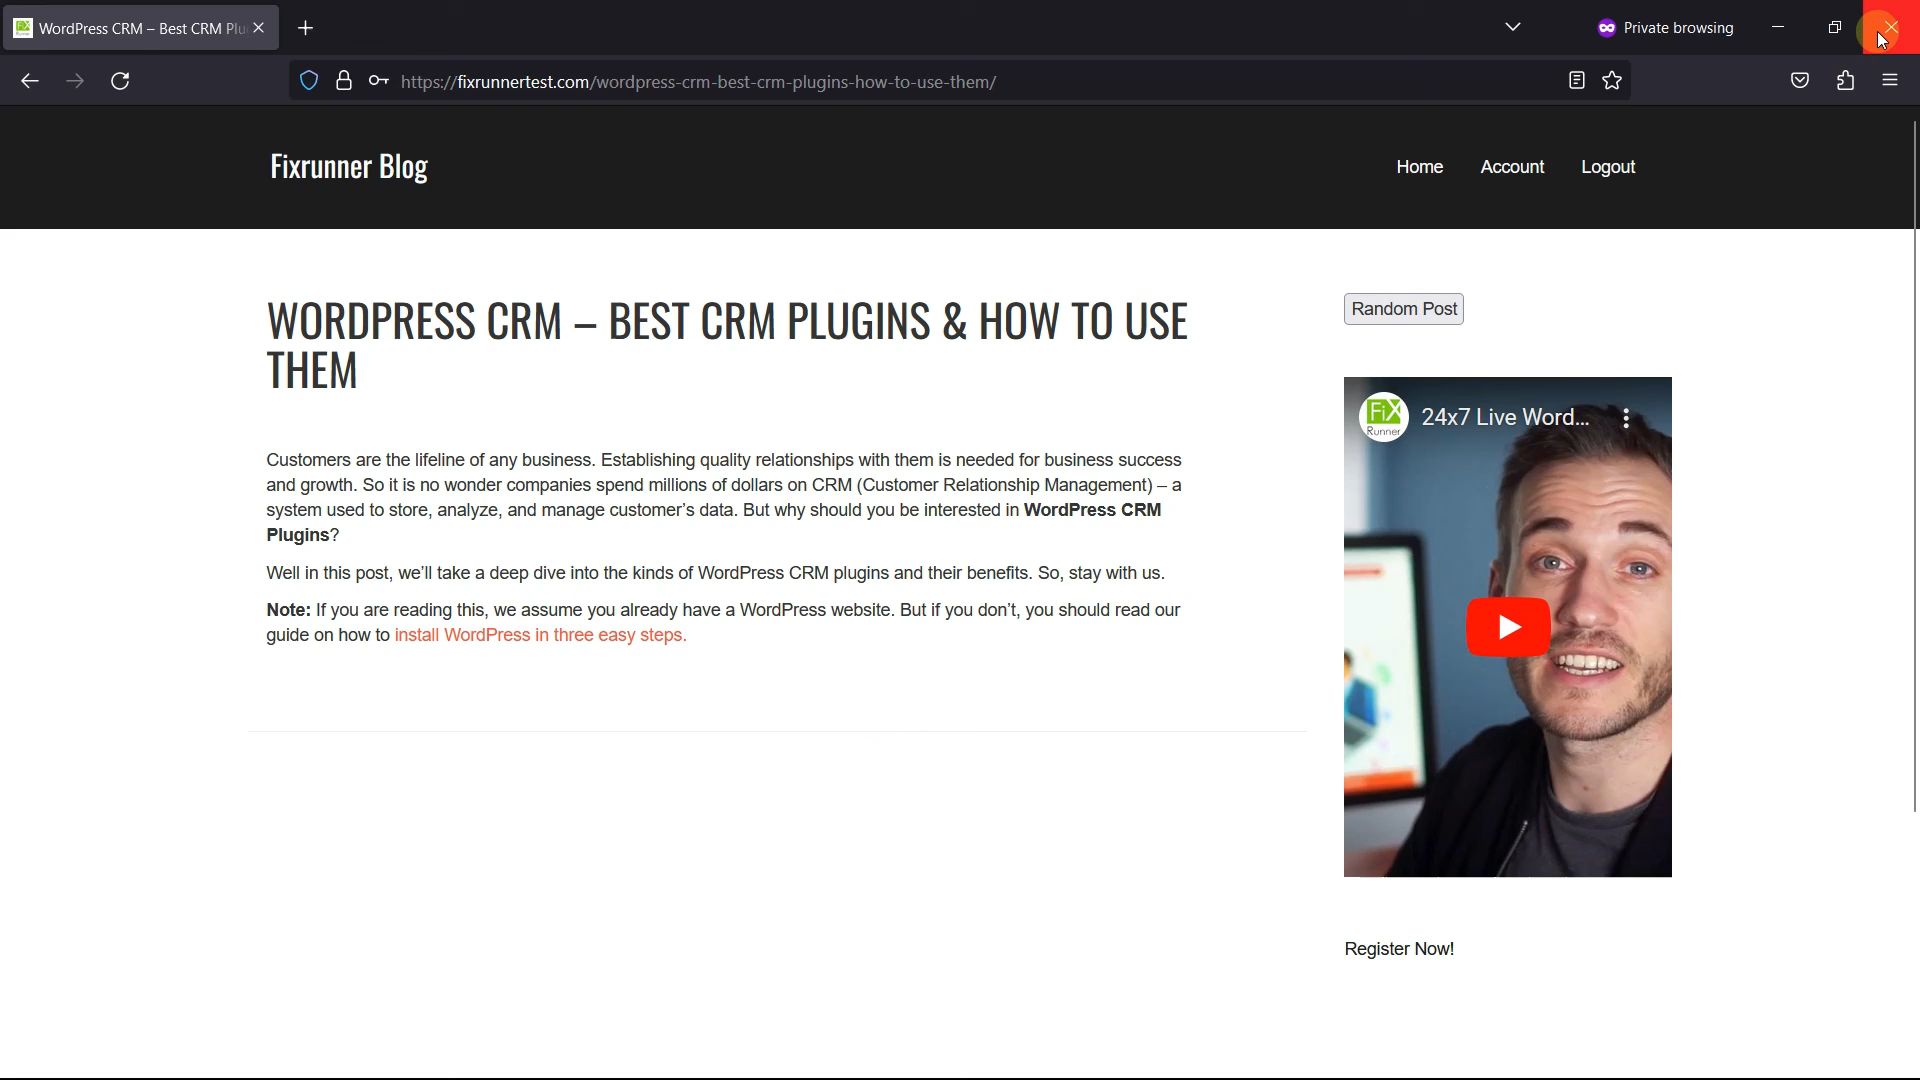 WordPress CRM – Best CRM Plu
Private browsing
https://fixrunnertest.com/wordpress-crm-best-crm-plugins-how-to-use-them/
Fixrunner Blog
Home
Account
Logout
WORDPRESS CRM – BEST CRM PLUGINS & HOW TO USE
THEM
Customers are the lifeline of any business. Establishing quality relationships with them is needed for business success
and growth. So it is no wonder companies spend millions of dollars on CRM (Customer Relationship Management) – a
system used to store, analyze, and manage customer's data. But why should you be interested in WordPress CRM
Plugins?
Well in this post, we'll take a deep dive into the kinds of WordPress CRM plugins and their benefits. So, stay with us.
Note: If you are reading this, we assume you already have a WordPress website. But if you don't, you should read our
guide on how to install WordPress in three easy steps.
Random Post
FiX
Runner
24x7 Live Word...
Register Now!